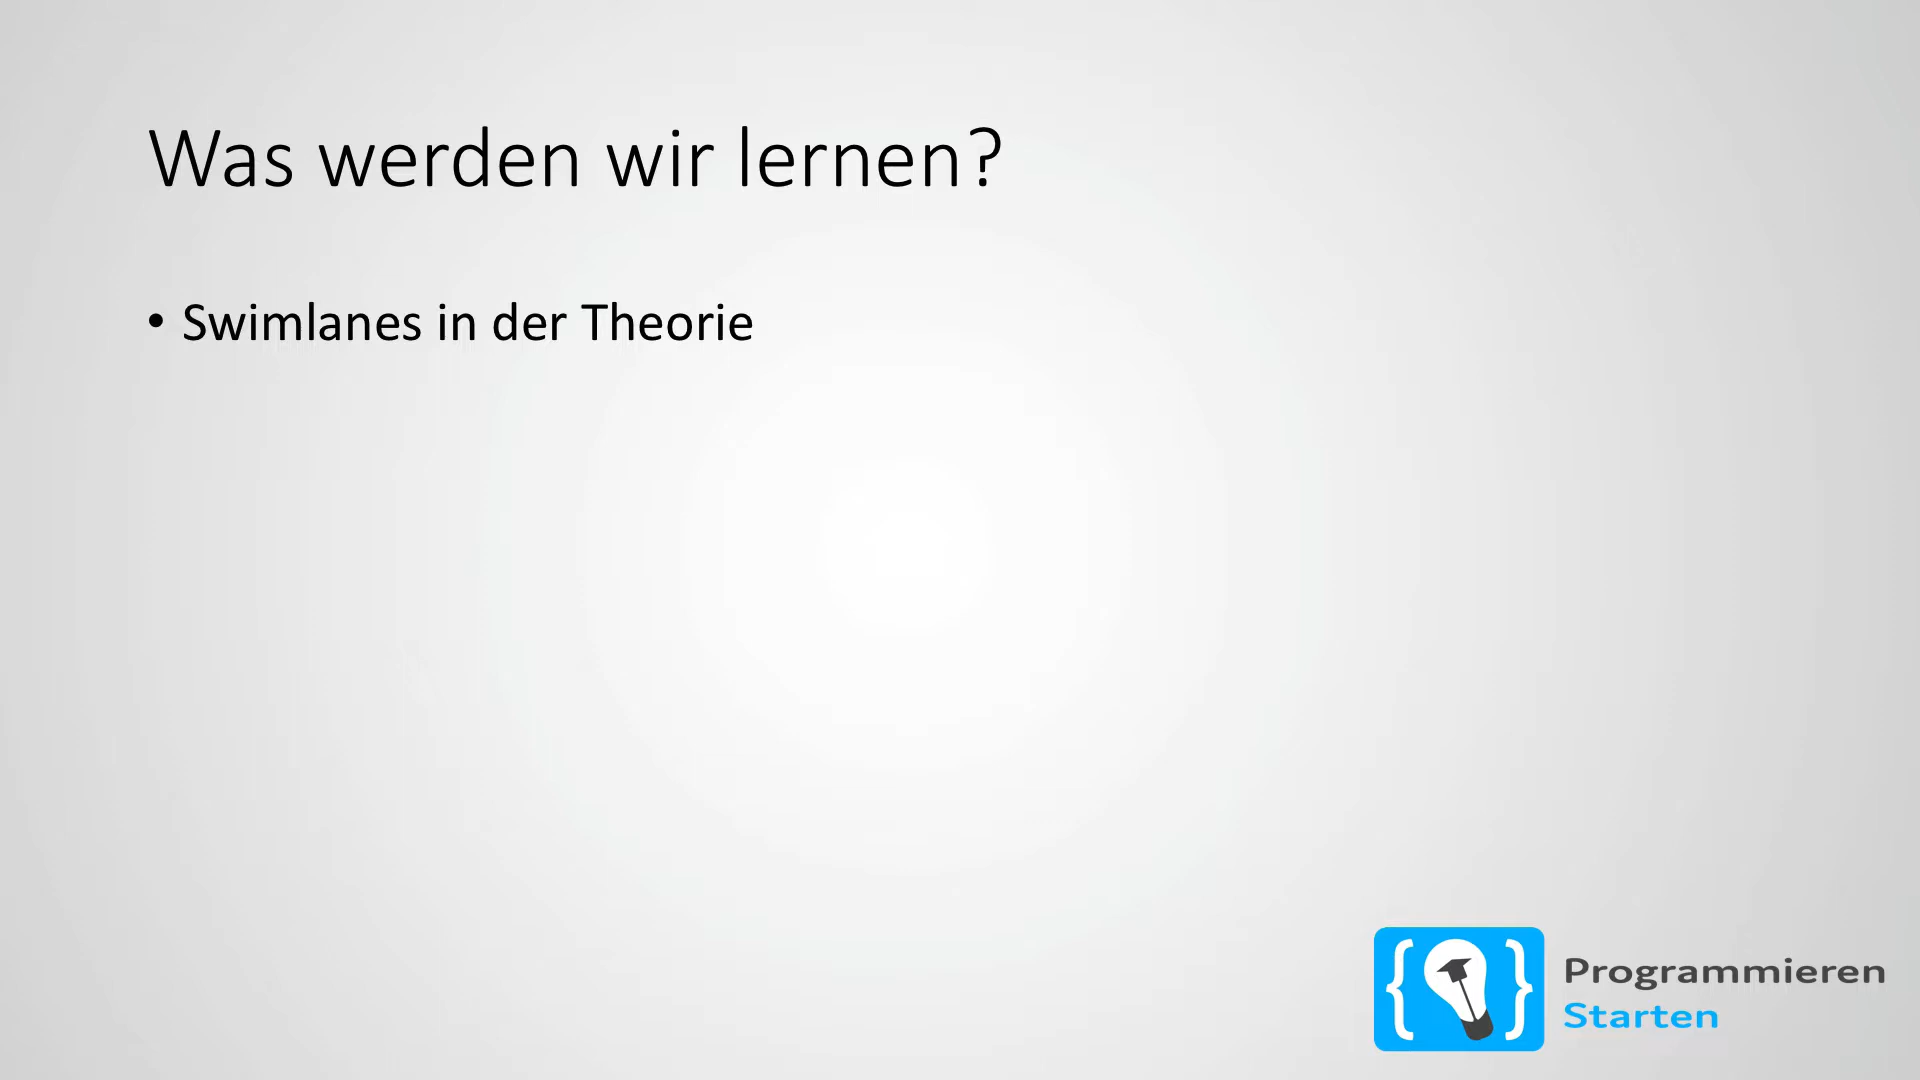 Was werden wir lernen?
• Swimlanes in der Theorie
Programmieren
Starten